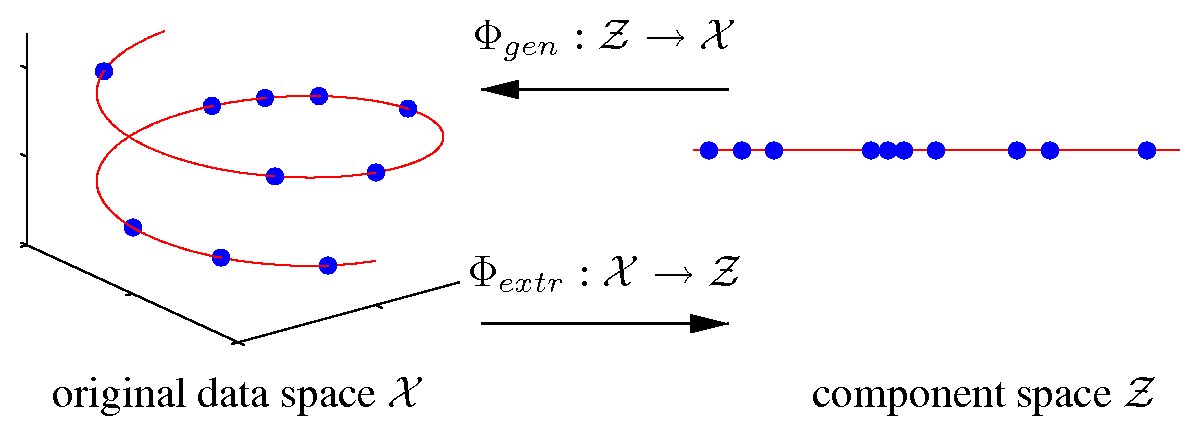 Φ_gen : 𝒵 → 𝒳
Φ_extr : 𝒳 → 𝒵
original data space 𝒳
component space 𝒵